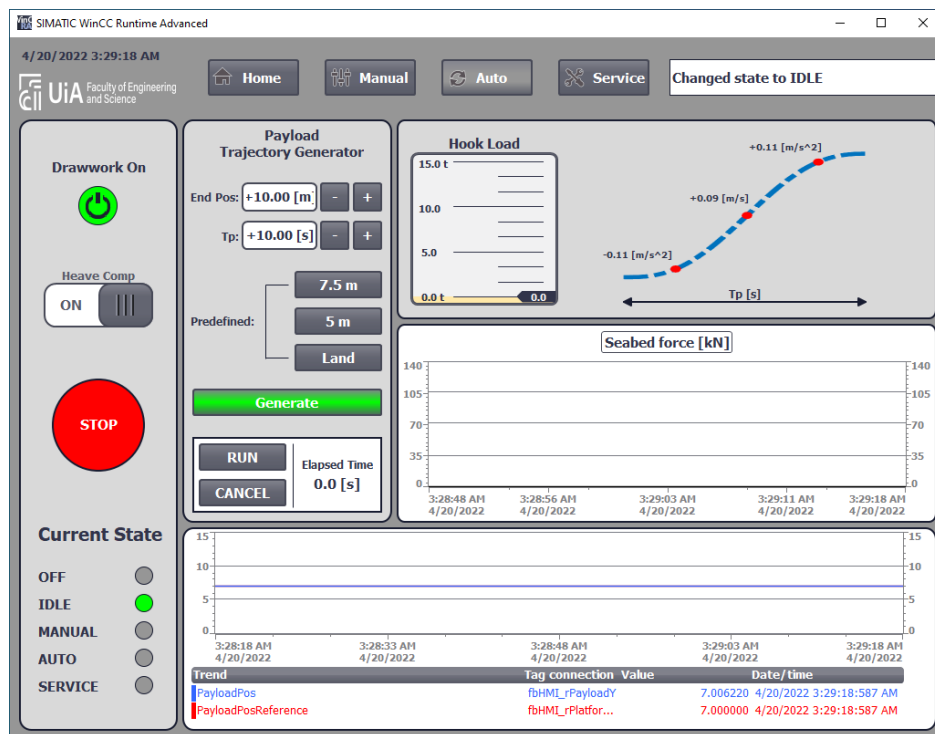 SIMATIC WinCC Runtime Advanced
4/20/2022 3:29:18 AM
UiA Faculty of Engineering
and Science
Home
Manual
Auto
Service
Changed state to IDLE
Drawwork On
Heave Comp
ON
STOP
Current State
OFF
IDLE
MANUAL
AUTO
SERVICE
Payload
Trajectory Generator
End Pos: +10.00 [m] - +
Tp: +10.00 [s] - +
Predefined:
7.5 m
5 m
Land
Generate
RUN
CANCEL
Elapsed Time
0.0 [s]
Hook Load
15.0 t
10.0
5.0
0.0 t
0.0
+0.11 [m/s^2]
+0.09 [m/s]
-0.11 [m/s^2]
Tp [s]
Seabed force [kN]
140 140
105 105
70 70
35 35
0 0
3:28:48 AM 3:28:56 AM 3:29:03 AM 3:29:11 AM 3:29:18 AM
4/20/2022 4/20/2022 4/20/2022 4/20/2022 4/20/2022
15 15
10 10
5 5
0 0
3:28:18 AM 3:28:33 AM 3:28:48 AM 3:29:03 AM 3:29:18 AM
4/20/2022 4/20/2022 4/20/2022 4/20/2022 4/20/2022
Trend Tag connection Value Date/time
PayloadPos fbHMI_rPayloadY 7.006220 4/20/2022 3:29:18:587 AM
PayloadPosReference fbHMI_rPlatfor... 7.000000 4/20/2022 3:29:18:587 AM